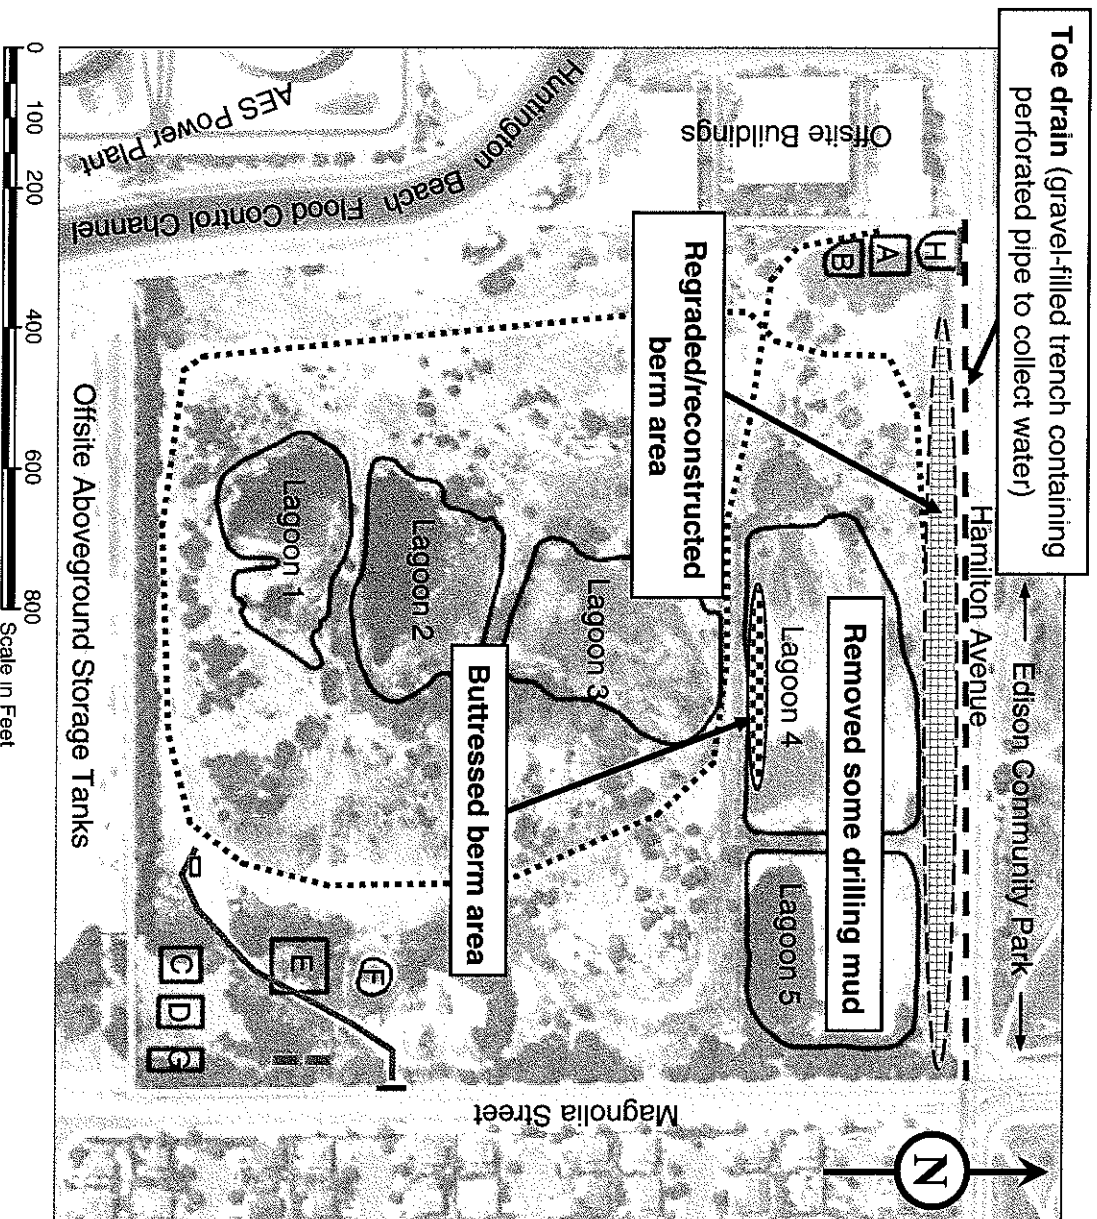 Toe drain (gravel-filled trench containing
perforated pipe to collect water)
Hamilton Avenue
Edison Community Park
N
Offsite Buildings
H
A
B
Regraded/reconstructed
berm area
Removed some drilling mud
Lagoon 4
Lagoon 5
Huntington Beach Flood Control Channel
AES Power Plant
Lagoon 3
Lagoon 2
Lagoon 1
Buttressed berm area
Magnolia Street
F
E
C
D
G
Offsite Aboveground Storage Tanks
0 100 200 400 600 800
Scale in Feet